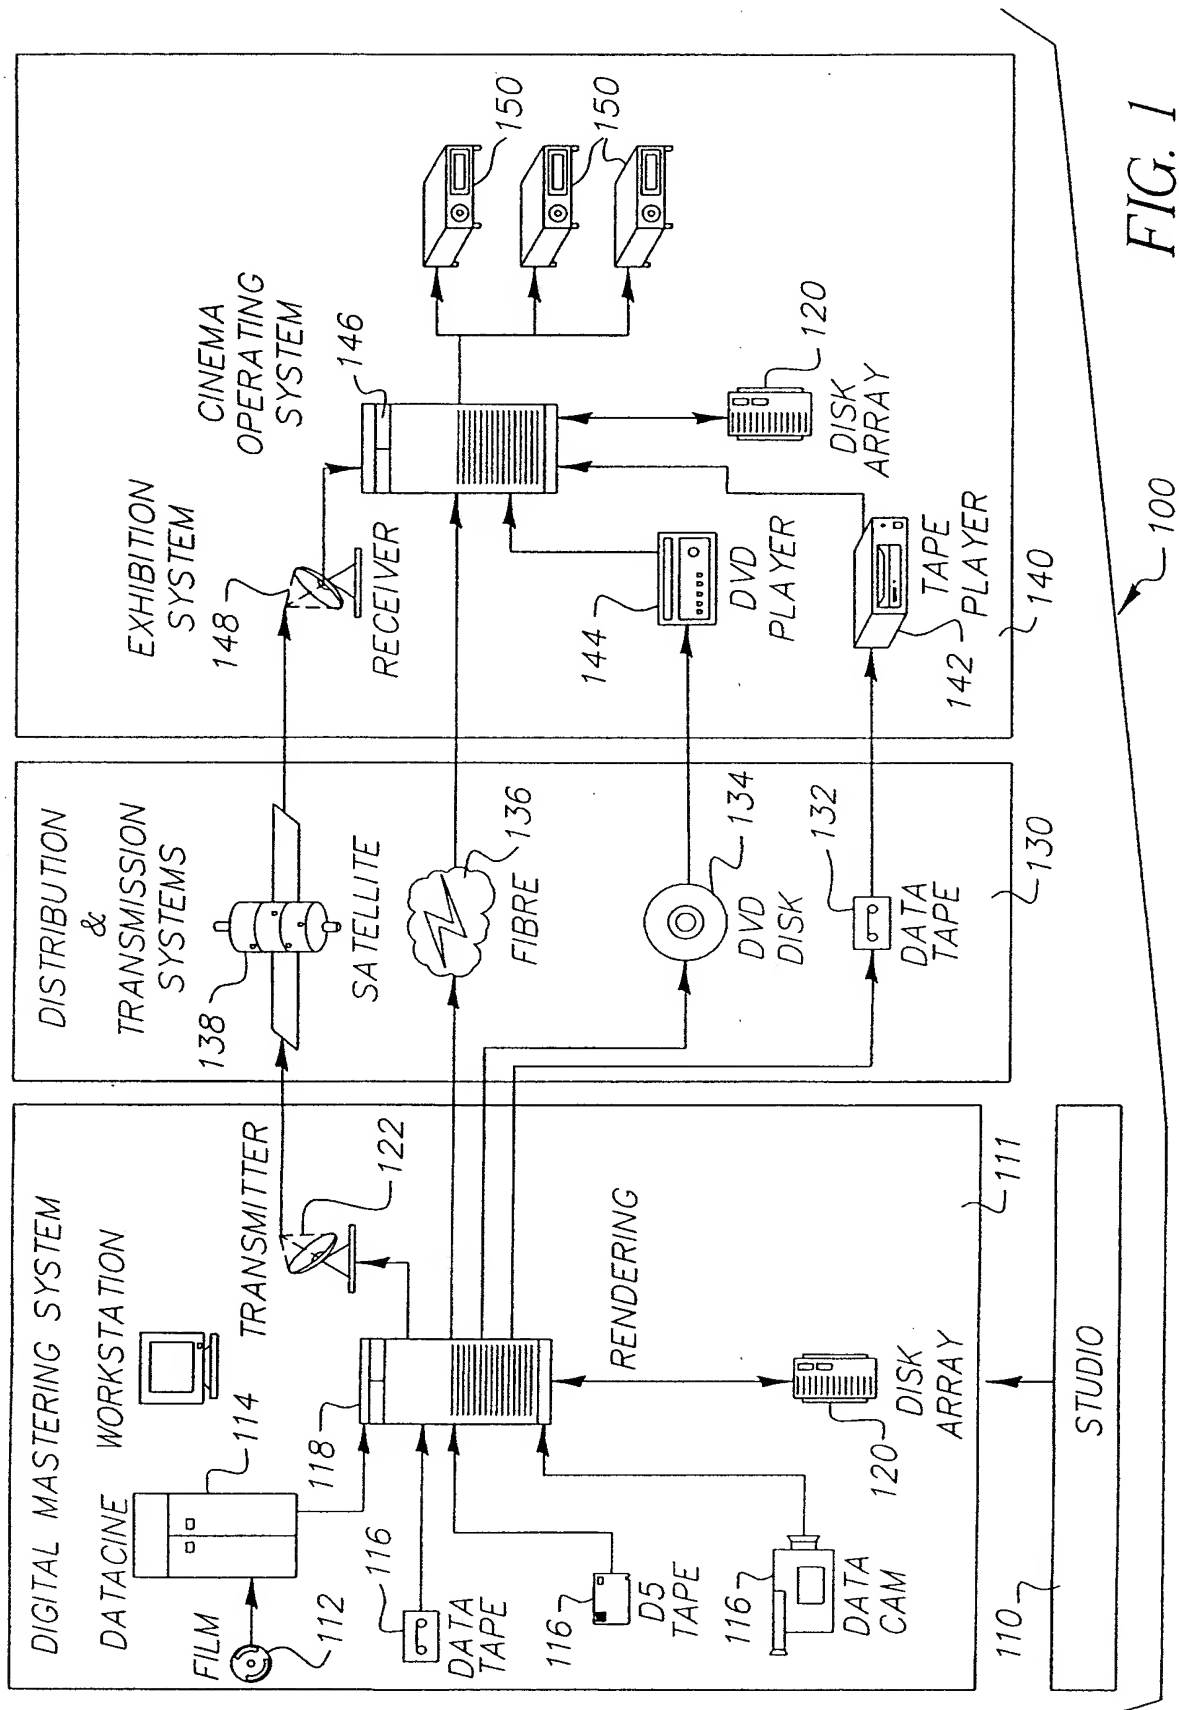 DIGITAL MASTERING SYSTEM
DATACINE
WORKSTATION
114
FILM
112
118
TRANSMITTER
122
116
DATA
TAPE
116
D5
TAPE
116
DATA
CAM
RENDERING
120
DISK
ARRAY
111
110
STUDIO
DISTRIBUTION
&
TRANSMISSION
SYSTEMS
138
SATELLITE
136
FIBRE
134
DVD
DISK
132
DATA
TAPE
130
EXHIBITION
SYSTEM
148
RECEIVER
CINEMA
OPERATING
SYSTEM
146
150
150
144
DVD
PLAYER
120
DISK
ARRAY
142
TAPE
PLAYER
140
100
FIG. 1